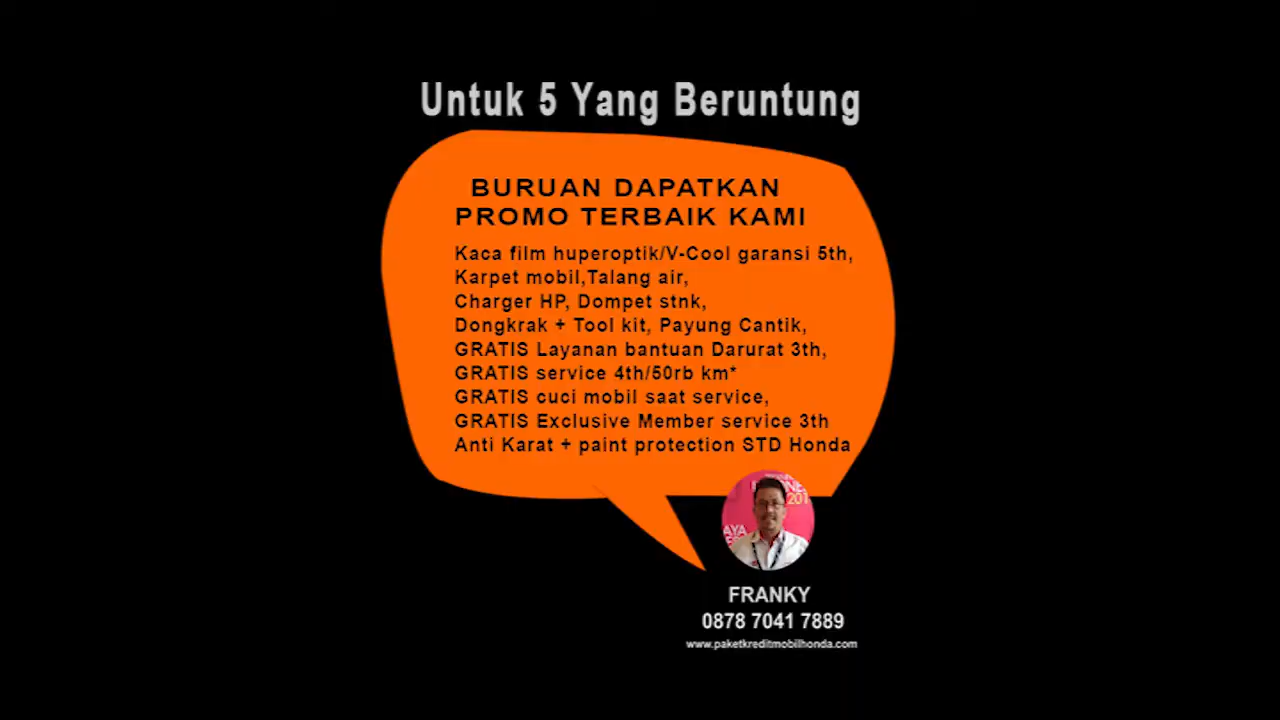 Untuk 5 Yang Beruntung
BURUAN DAPATKAN
PROMO TERBAIK KAMI
Kaca film huperoptik/V-Cool garansi 5th,
Karpet mobil,Talang air,
Charger HP, Dompet stnk,
Dongkrak + Tool kit, Payung Cantik,
GRATIS Layanan bantuan Darurat 3th,
GRATIS service 4th/50rb km*
GRATIS cuci mobil saat service,
GRATIS Exclusive Member service 3th
Anti Karat + paint protection STD Honda
FRANKY
0878 7041 7889
www.paketkreditmobilhonda.com